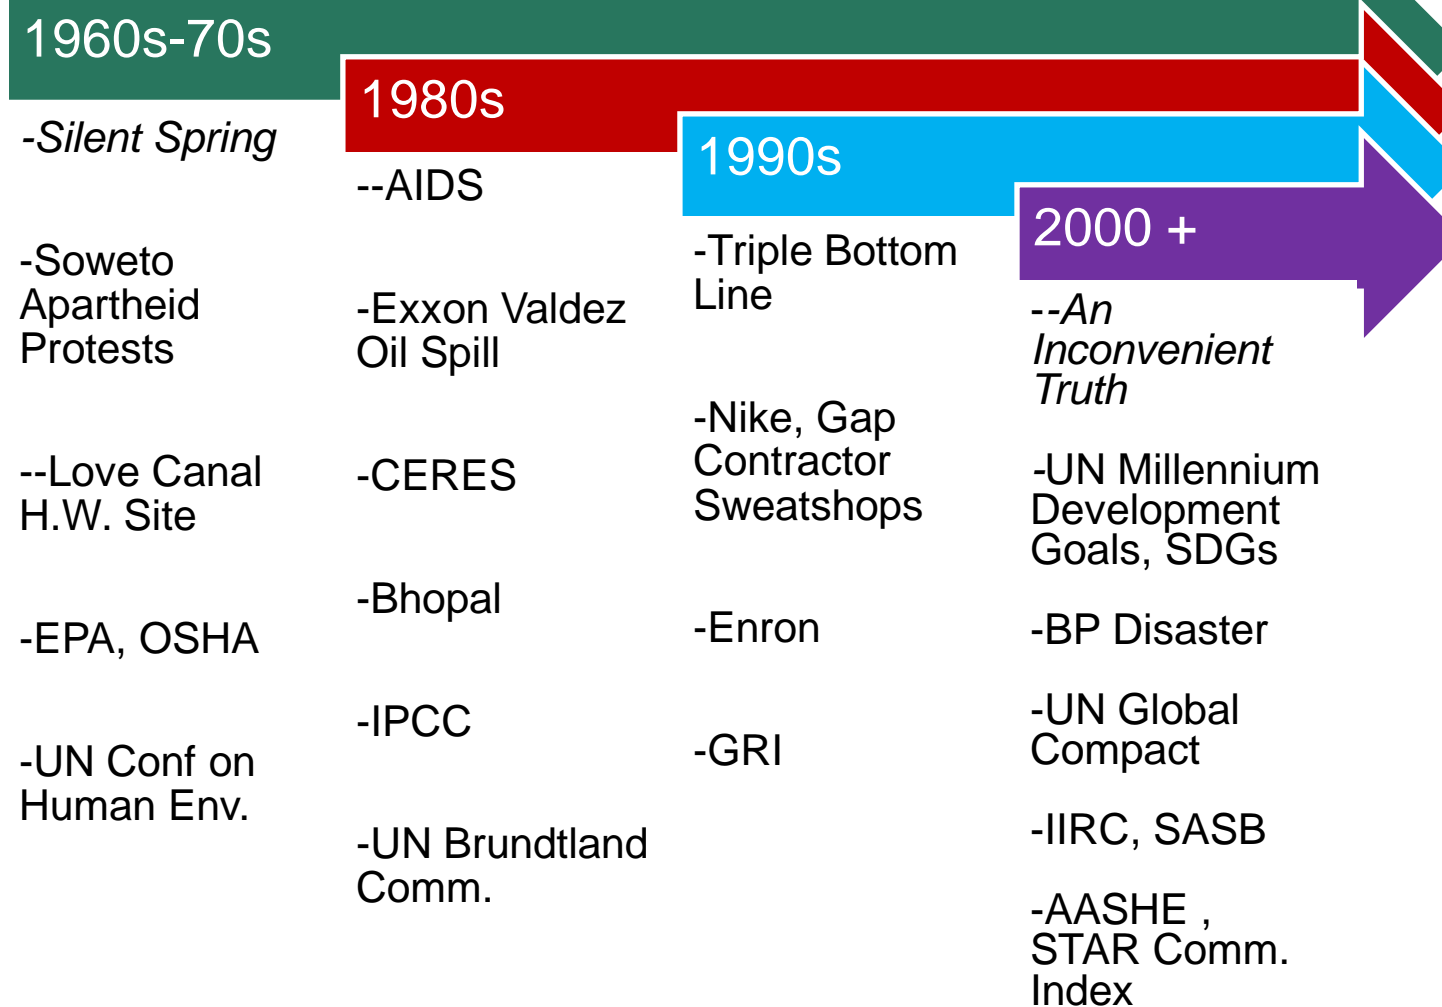 1960s-70s
-Silent Spring
-Soweto
Apartheid
Protests
--Love Canal
H.W. Site
-EPA, OSHA
-UN Conf on
Human Env.
1980s
--AIDS
-Exxon Valdez
Oil Spill
-CERES
-Bhopal
-IPCC
-UN Brundtland
Comm.
1990s
-Triple Bottom
Line
-Nike, Gap
Contractor
Sweatshops
-Enron
-GRI
2000 +
--An
Inconvenient
Truth
-UN Millennium
Development
Goals, SDGs
-BP Disaster
-UN Global
Compact
-IIRC, SASB
-AASHE ,
STAR Comm.
Index